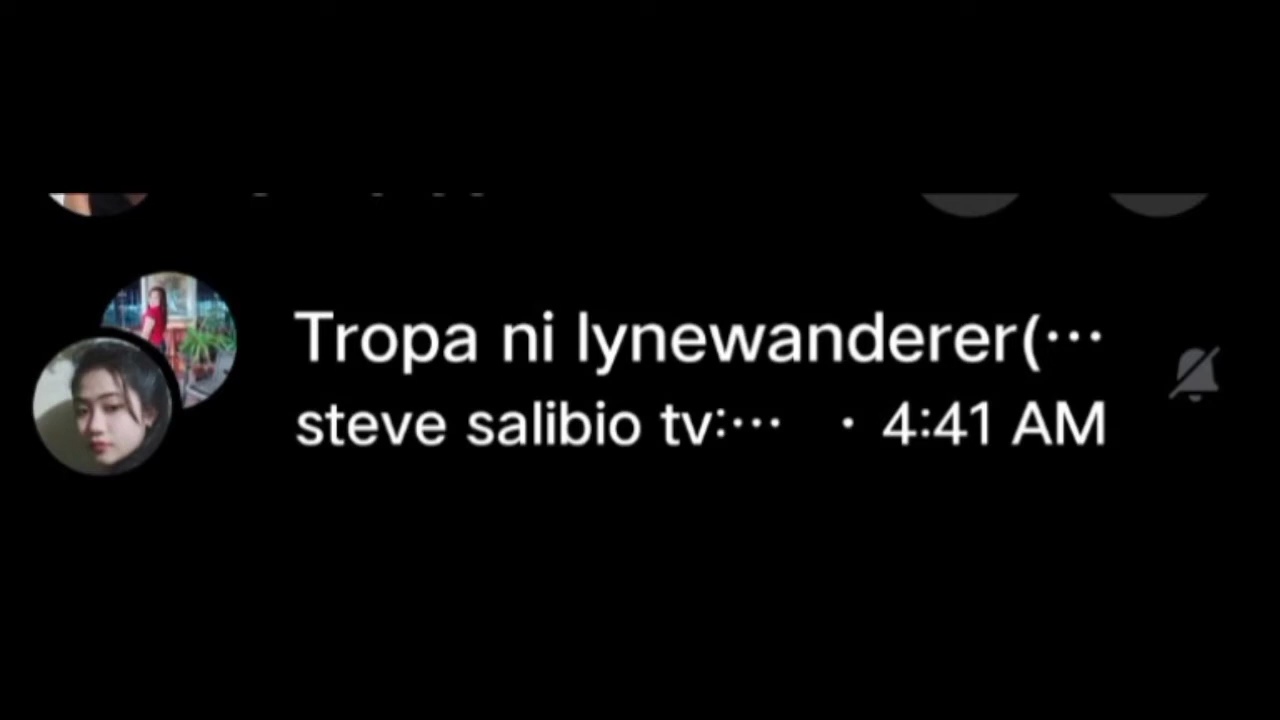 Tropa ni lynewanderer(···
steve salibio tv:··· · 4:41 AM